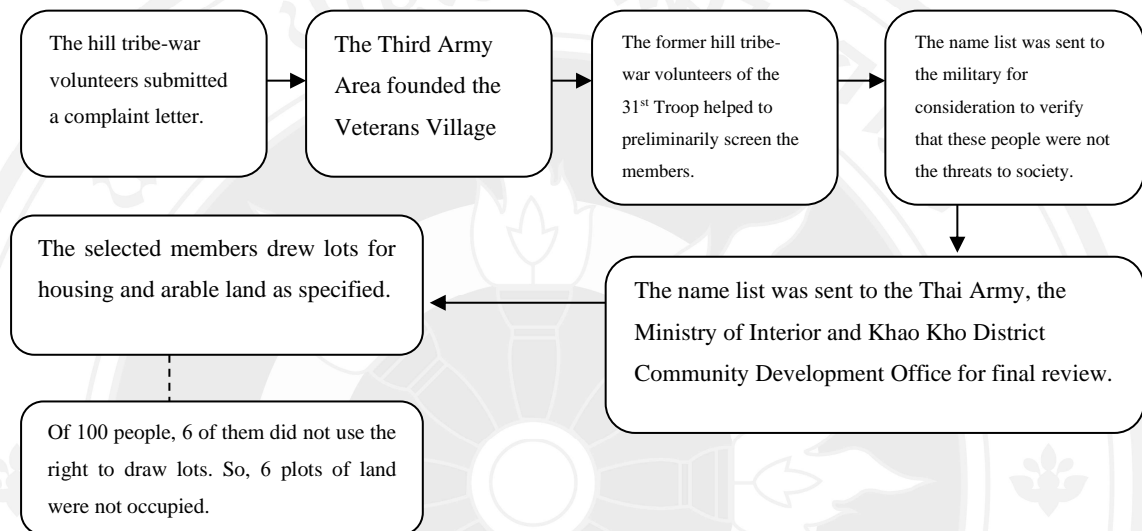 The hill tribe-war
volunteers submitted
a complaint letter.
The Third Army
Area founded the
Veterans Village
The former hill tribe-
war volunteers of the
31st Troop helped to
preliminarily screen the
members.
The name list was sent to
the military for
consideration to verify
that these people were not
the threats to society.
The name list was sent to the Thai Army, the
Ministry of Interior and Khao Kho District
Community Development Office for final review.
The selected members drew lots for
housing and arable land as specified.
Of 100 people, 6 of them did not use the
right to draw lots. So, 6 plots of land
were not occupied.